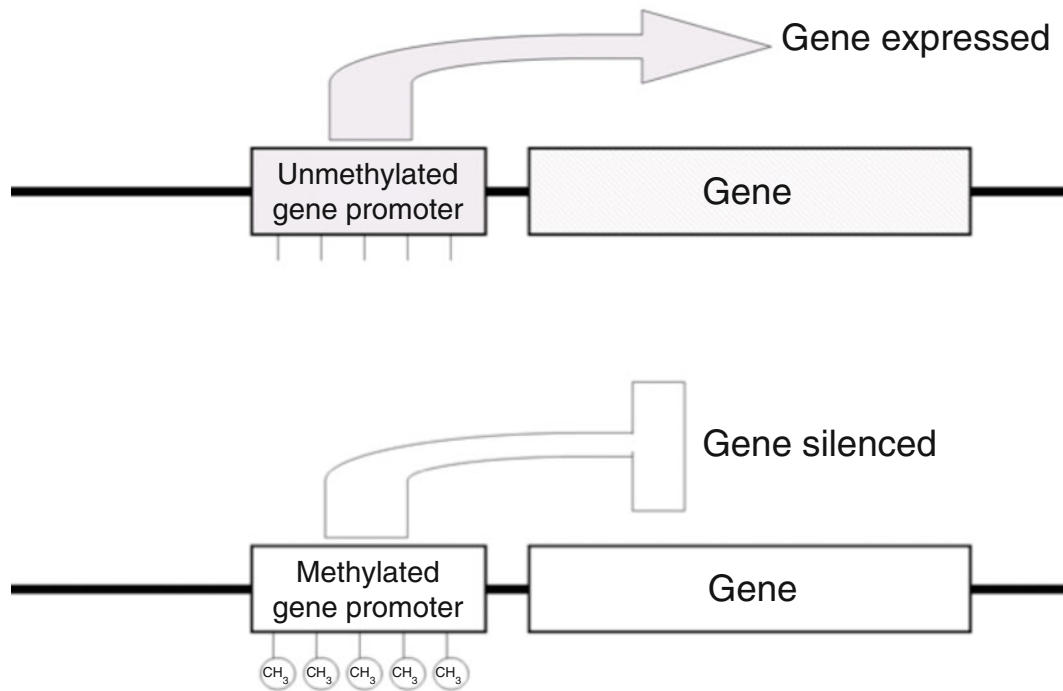 Gene expressed
Unmethylated
gene promoter
Gene
Gene silenced
Methylated
gene promoter
Gene
CH₃ CH₃ CH₃ CH₃ CH₃